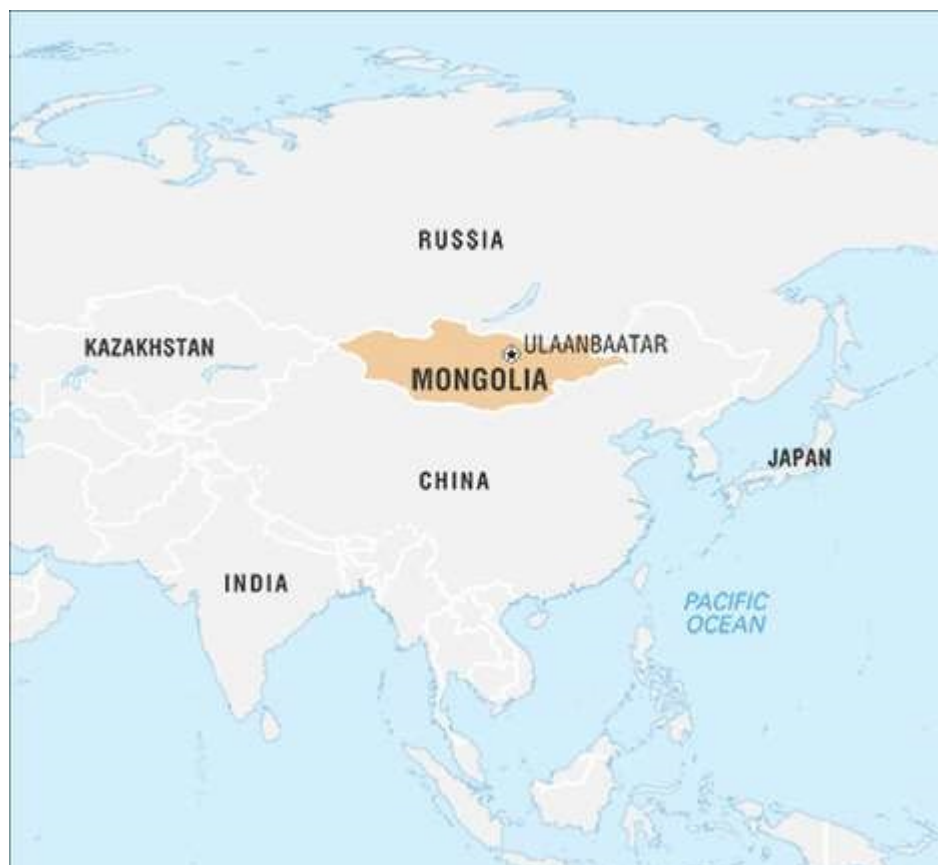 RUSSIA
KAZAKHSTAN
ULAANBAATAR
MONGOLIA
JAPAN
CHINA
INDIA
PACIFIC
OCEAN